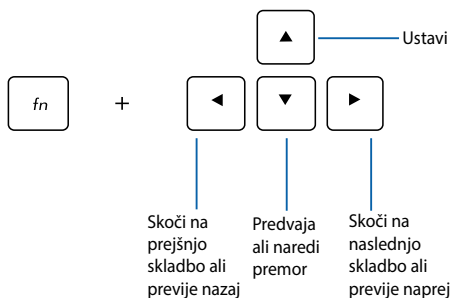 Ustavi
fn
+
Skoči na
prejšnjo
skladbo ali
previje nazaj
Predvaja
ali naredi
premor
Skoči na
naslednjo
skladbo ali
previje naprej